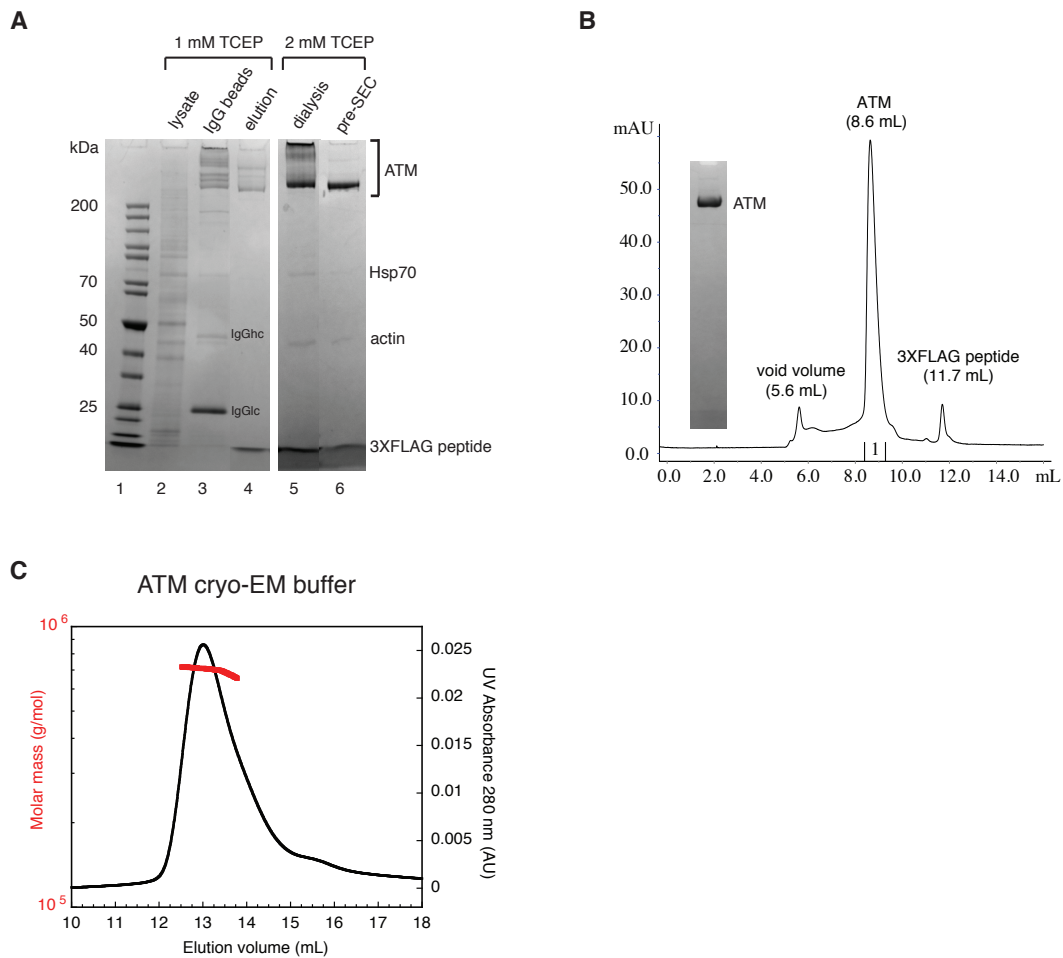 A
1 mM TCEP
2 mM TCEP
lysate
IgG beads
elution
dialysis
pre-SEC
kDa
200
70
50
40
25
ATM
Hsp70
IgGhc
actin
IgGlc
3XFLAG peptide
1 2 3 4 5 6
B
mAU
50.0
40.0
30.0
20.0
10.0
0.0
ATM
(8.6 mL)
ATM
void volume
(5.6 mL)
3XFLAG peptide
(11.7 mL)
1
0.0 2.0 4.0 6.0 8.0 10.0 12.0 14.0 mL
C
ATM cryo-EM buffer
10^6
10^5
Molar mass (g/mol)
0.025
0.02
0.015
0.01
0.005
0
UV Absorbance 280 nm (AU)
10 11 12 13 14 15 16 17 18
Elution volume (mL)